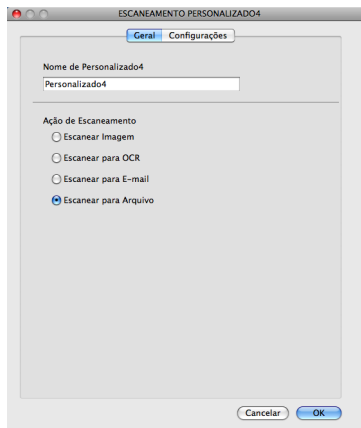 ESCANEAMENTO PERSONALIZADO4
Geral Configurações
Nome de Personalizado4
Personalizado4
Ação de Escaneamento
Escanear Imagem
Escanear para OCR
Escanear para E-mail
Escanear para Arquivo
Cancelar OK